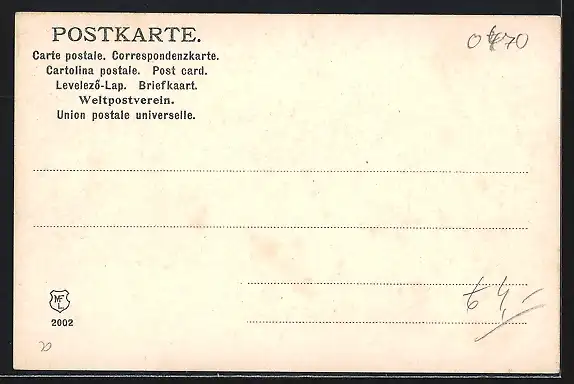 POSTKARTE.
Carte postale. Correspondenzkarte.
Cartolina postale. Post card.
Levelező-Lap. Briefkaart.
Weltpostverein.
Union postale universelle.
2002